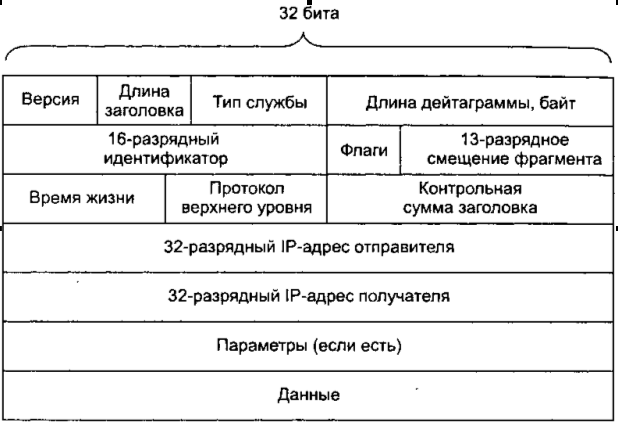 32 бита
Версия
Длина
заголовка
Тип службы
Длина дейтаграммы, байт
16-разрядный
идентификатор
Флаги
13-разрядное
смещение фрагмента
Время жизни
Протокол
верхнего уровня
Контрольная
сумма заголовка
32-разрядный IP-адрес отправителя
32-разрядный IP-адрес получателя
Параметры (если есть)
Данные